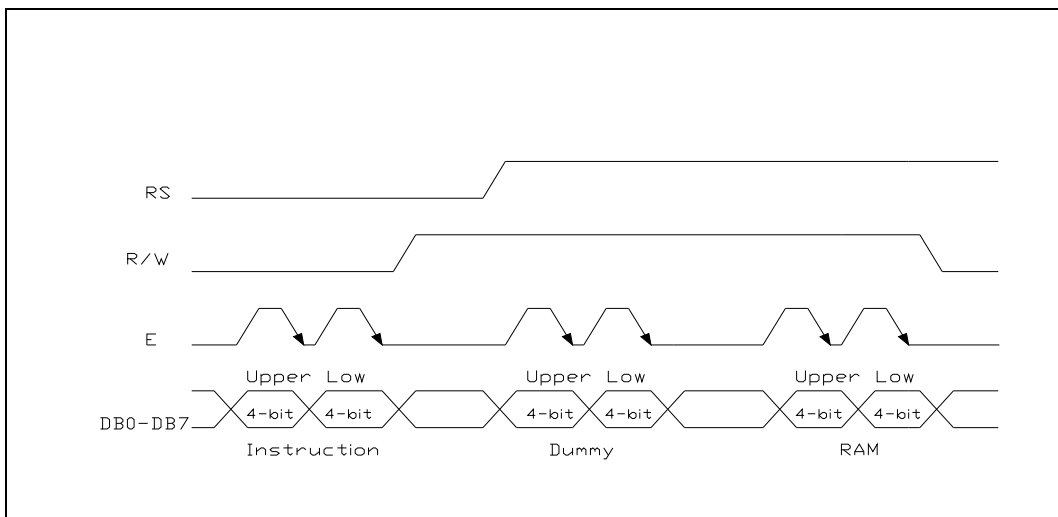 RS
R/W
E
Upper Low Upper Low Upper Low
DB0-DB7 4-bit 4-bit 4-bit 4-bit 4-bit 4-bit
Instruction Dummy RAM